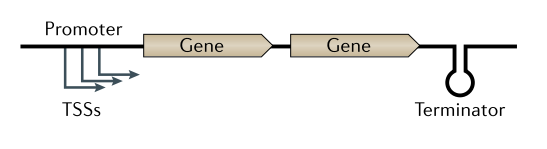 Promoter
Gene
Gene
TSSs
Terminator